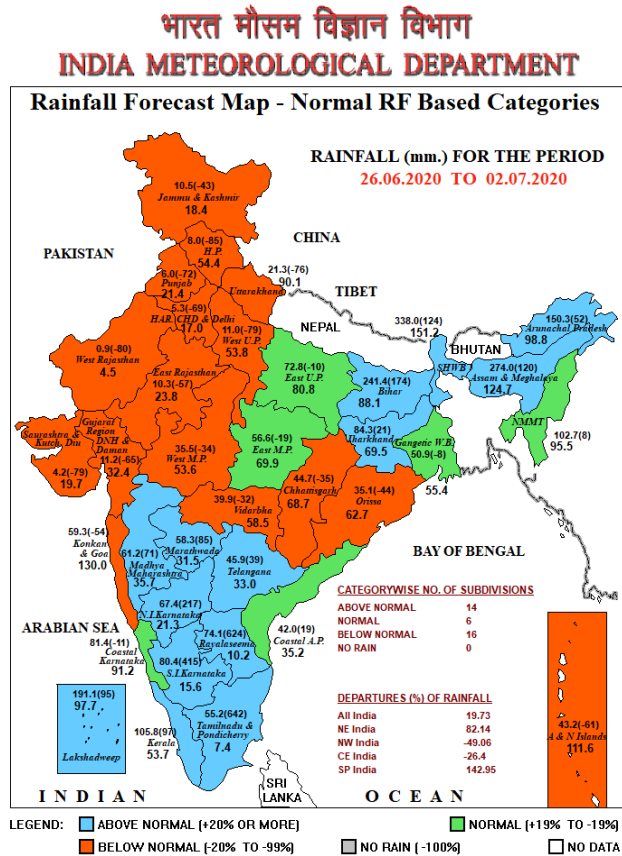 भारत मौसम विज्ञान विभाग
INDIA METEOROLOGICAL DEPARTMENT
Rainfall Forecast Map - Normal RF Based Categories
RAINFALL (mm.) FOR THE PERIOD
26.06.2020 TO 02.07.2020
10.5(-43)
Jammu & Kashmir
18.4
CHINA
8.0(-85)
H.P.
54.4
PAKISTAN
6.0(-72)
Punjab
21.4
21.3(-76)
Uttarakhand
90.1
TIBET
5.3(-69)
HAR. CHD & Delhi
17.0
11.0(-79)
West U.P.
53.8
NEPAL
338.0(124)
151.2
SHWB
BHUTAN
150.3(52)
Arunachal Pradesh
98.8
0.9(-80)
West Rajasthan
4.5
East Rajasthan
10.3(-57)
23.8
72.8(-10)
East U.P.
80.8
241.4(174)
Bihar
88.1
274.0(120)
Assam & Meghalaya
124.7
NMMT
102.7(8)
95.5
Saurashtra &
Kutch, Diu
4.2(-79)
19.7
Gujarat
Region
DNH &
Daman
11.2(-65)
32.4
35.5(-34)
West M.P.
53.6
56.6(-19)
East M.P.
69.9
84.3(21)
Jharkhand
69.5
Gangetic W.B.
50.9(-8)
55.4
39.9(-32)
Vidarbha
58.5
44.7(-35)
Chhattisgarh
68.7
35.1(-44)
Orissa
62.7
59.3(-54)
Konkan
& Goa
130.0
61.2(71)
Madhya
Maharashtra
35.7
58.3(85)
Marathwada
31.5
45.9(39)
Telangana
33.0
BAY OF BENGAL
ARABIAN SEA
67.4(217)
N.I.Karnataka
21.3
74.1(624)
Rayalaseema
10.2
42.0(19)
Coastal A.P.
35.2
81.4(-11)
Coastal
Karnataka
91.2
80.4(415)
S.I.Karnataka
15.6
CATEGORYWISE NO. OF SUBDIVISIONS
ABOVE NORMAL 14
NORMAL 6
BELOW NORMAL 16
NO RAIN 0
DEPARTURES (%) OF RAINFALL
All India 19.73
NE India 82.14
NW India -49.06
CE India -26.4
SP India 142.95
191.1(95)
97.7
Lakshadweep
105.8(97)
Kerala
53.7
55.2(642)
Tamilnadu &
Pondicherry
7.4
43.2(-61)
A & N Islands
111.6
SRI
LANKA
INDIAN OCEAN
LEGEND: ABOVE NORMAL (+20% OR MORE) NORMAL (+19% TO -19%)
BELOW NORMAL (-20% TO -99%) NO RAIN (-100%) NO DATA